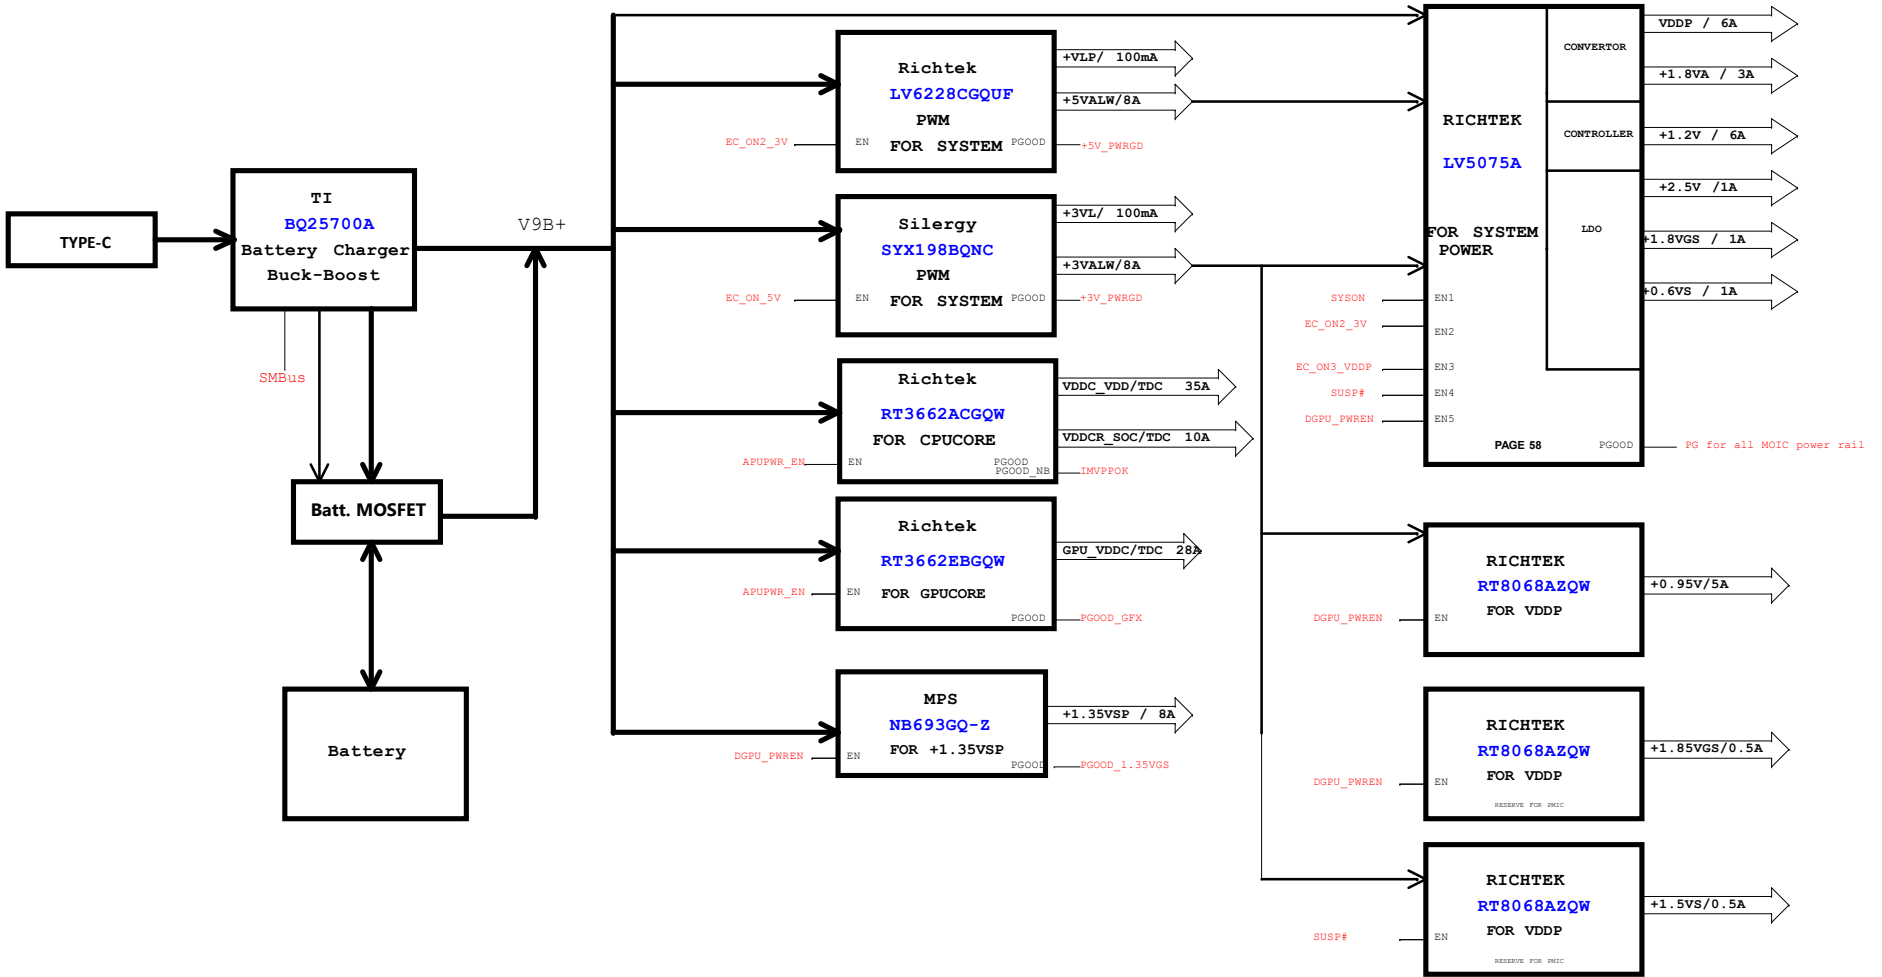 TYPE-C
TI
BQ25700A
Battery Charger
Buck-Boost
SMBus
V9B+
Batt. MOSFET
Battery
Richtek
LV6228CGQUF
PWM
FOR SYSTEM
EC_ON2_3V
EN
PGOOD
+5V_PWRGD
+VLP/ 100mA
+5VALW/8A
Silergy
SYX198BQNC
PWM
FOR SYSTEM
EC_ON_5V
EN
PGOOD
+3V_PWRGD
+3VL/ 100mA
+3VALW/8A
Richtek
RT3662ACGQW
FOR CPUCORE
APUPWR_EN
EN
PGOOD
PGOOD_NB
IMVPPOK
VDDC_VDD/TDC 35A
VDDCR_SOC/TDC 10A
Richtek
RT3662EBGQW
FOR GPUCORE
APUPWR_EN
EN
PGOOD
PGOOD_GFX
GPU_VDDC/TDC 28A
MPS
NB693GQ-Z
FOR +1.35VSP
DGPU_PWREN
EN
PGOOD
PGOOD_1.35VGS
+1.35VSP / 8A
RICHTEK
LV5075A
FOR SYSTEM
POWER
CONVERTOR
CONTROLLER
LDO
SYSON
EN1
EC_ON2_3V
EN2
EC_ON3_VDDP
EN3
SUSP#
EN4
DGPU_PWREN
EN5
PAGE 58
PGOOD
PG for all MOIC power rail
VDDP / 6A
+1.8VA / 3A
+1.2V / 6A
+2.5V /1A
+1.8VGS / 1A
+0.6VS / 1A
RICHTEK
RT8068AZQW
FOR VDDP
DGPU_PWREN
EN
+0.95V/5A
RICHTEK
RT8068AZQW
FOR VDDP
DGPU_PWREN
EN
RESERVE FOR PMIC
+1.85VGS/0.5A
RICHTEK
RT8068AZQW
FOR VDDP
SUSP#
EN
RESERVE FOR PMIC
+1.5VS/0.5A